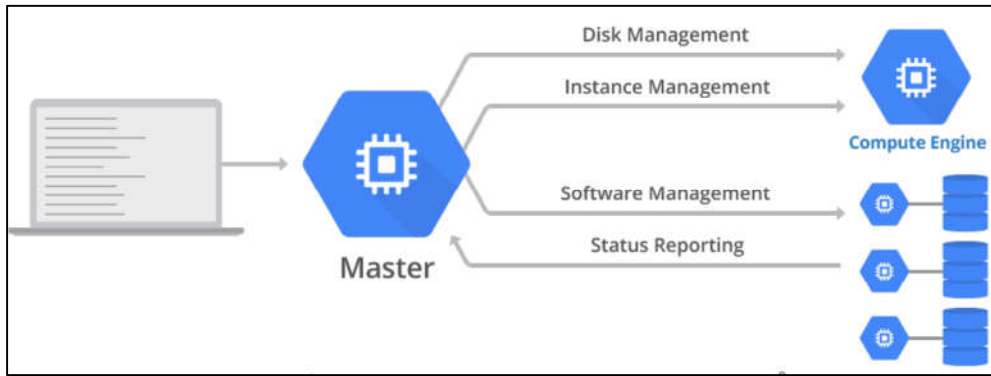 Disk Management
Instance Management
Compute Engine
Software Management
Status Reporting
Master